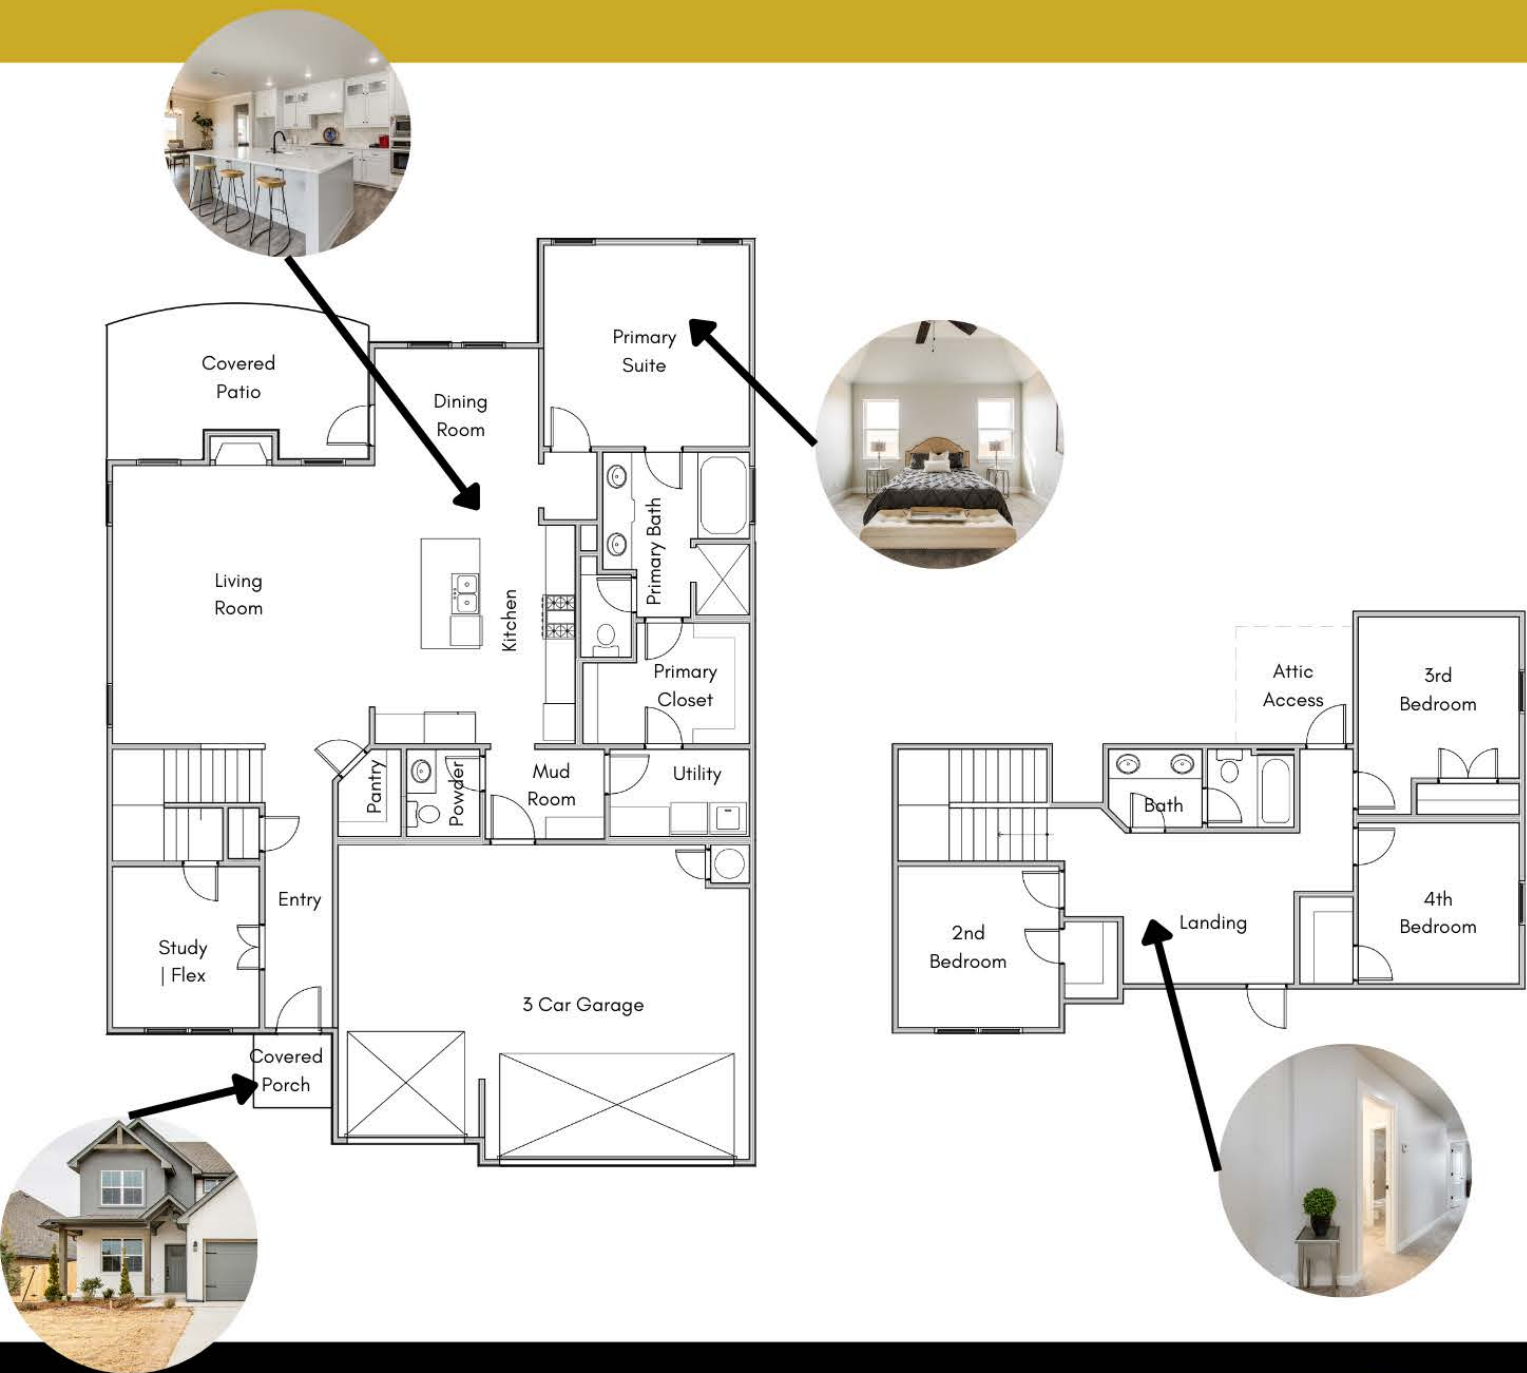 Covered
Patio
Dining
Room
Primary
Suite
Living
Room
Kitchen
Primary Bath
Primary
Closet
Pantry
Powder
Mud
Room
Utility
Entry
Study
| Flex
3 Car Garage
Covered
Porch
Attic
Access
3rd
Bedroom
Bath
4th
Bedroom
Landing
2nd
Bedroom